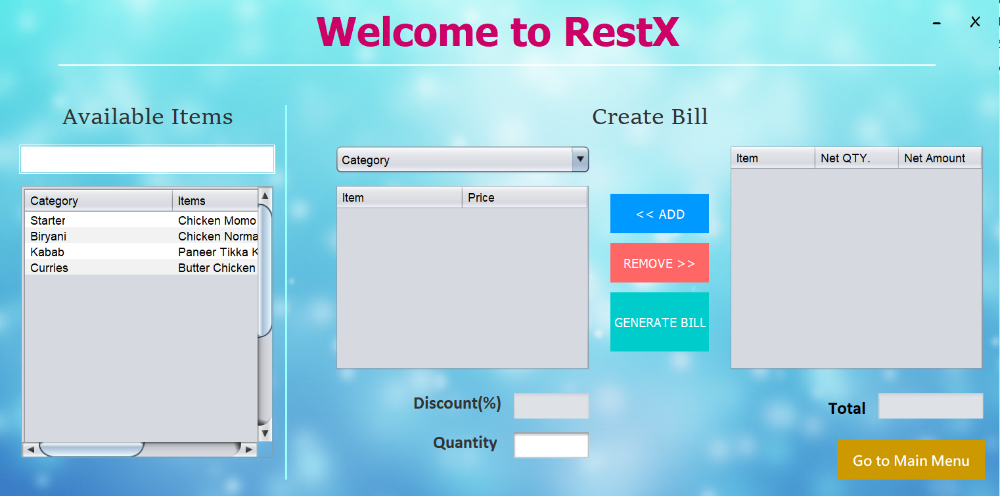 Welcome to RestX
- X
Available Items
Category Items
Starter Chicken Momo
Biryani Chicken Norma
Kabab Paneer Tikka K
Curries Butter Chicken
Create Bill
Category
Item Price
<< ADD
REMOVE >>
GENERATE BILL
Discount(%)
Quantity
Item Net QTY. Net Amount
Total
Go to Main Menu